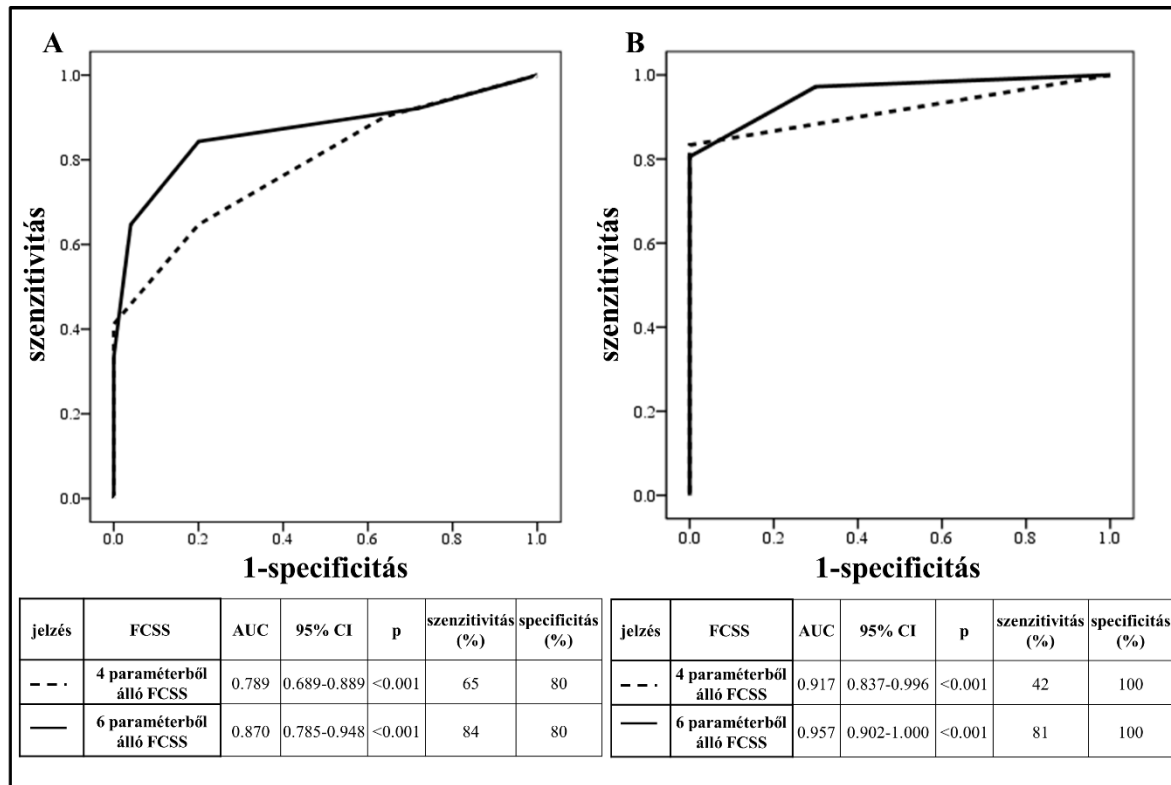 A
1.0
0.8
0.6
0.4
0.2
0.0
szenzitivitás
0.0 0.2 0.4 0.6 0.8 1.0
1-specificitás
B
1.0
0.8
0.6
0.4
0.2
0.0
szenzitivitás
0.0 0.2 0.4 0.6 0.8 1.0
1-specificitás
jelzés FCSS AUC 95% CI p szenzitivitás (%) specificitás (%)
4 paraméterből álló FCSS 0.789 0.689-0.889 <0.001 65 80
6 paraméterből álló FCSS 0.870 0.785-0.948 <0.001 84 80
jelzés FCSS AUC 95% CI p szenzitivitás (%) specificitás (%)
4 paraméterből álló FCSS 0.917 0.837-0.996 <0.001 42 100
6 paraméterből álló FCSS 0.957 0.902-1.000 <0.001 81 100